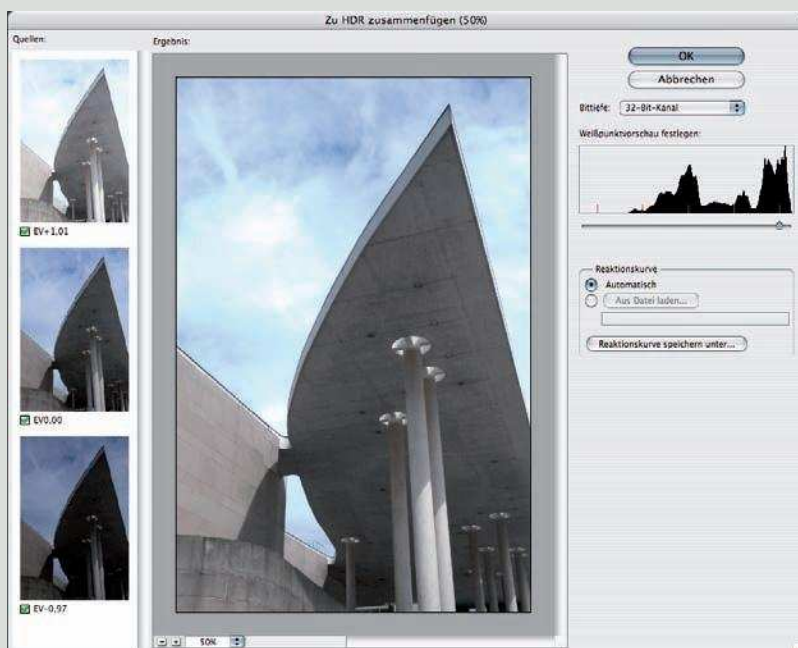 Zu HDR zusammenfügen (50%)
Quellen:
EV+1,01
EV0,00
EV-0,97
Ergebnis:
50%
OK
Abbrechen
Bittiefe: 32-Bit-Kanal
Weißpunktvorschau festlegen:
Reaktionskurve
Automatisch
Aus Datei laden...
Reaktionskurve speichern unter...